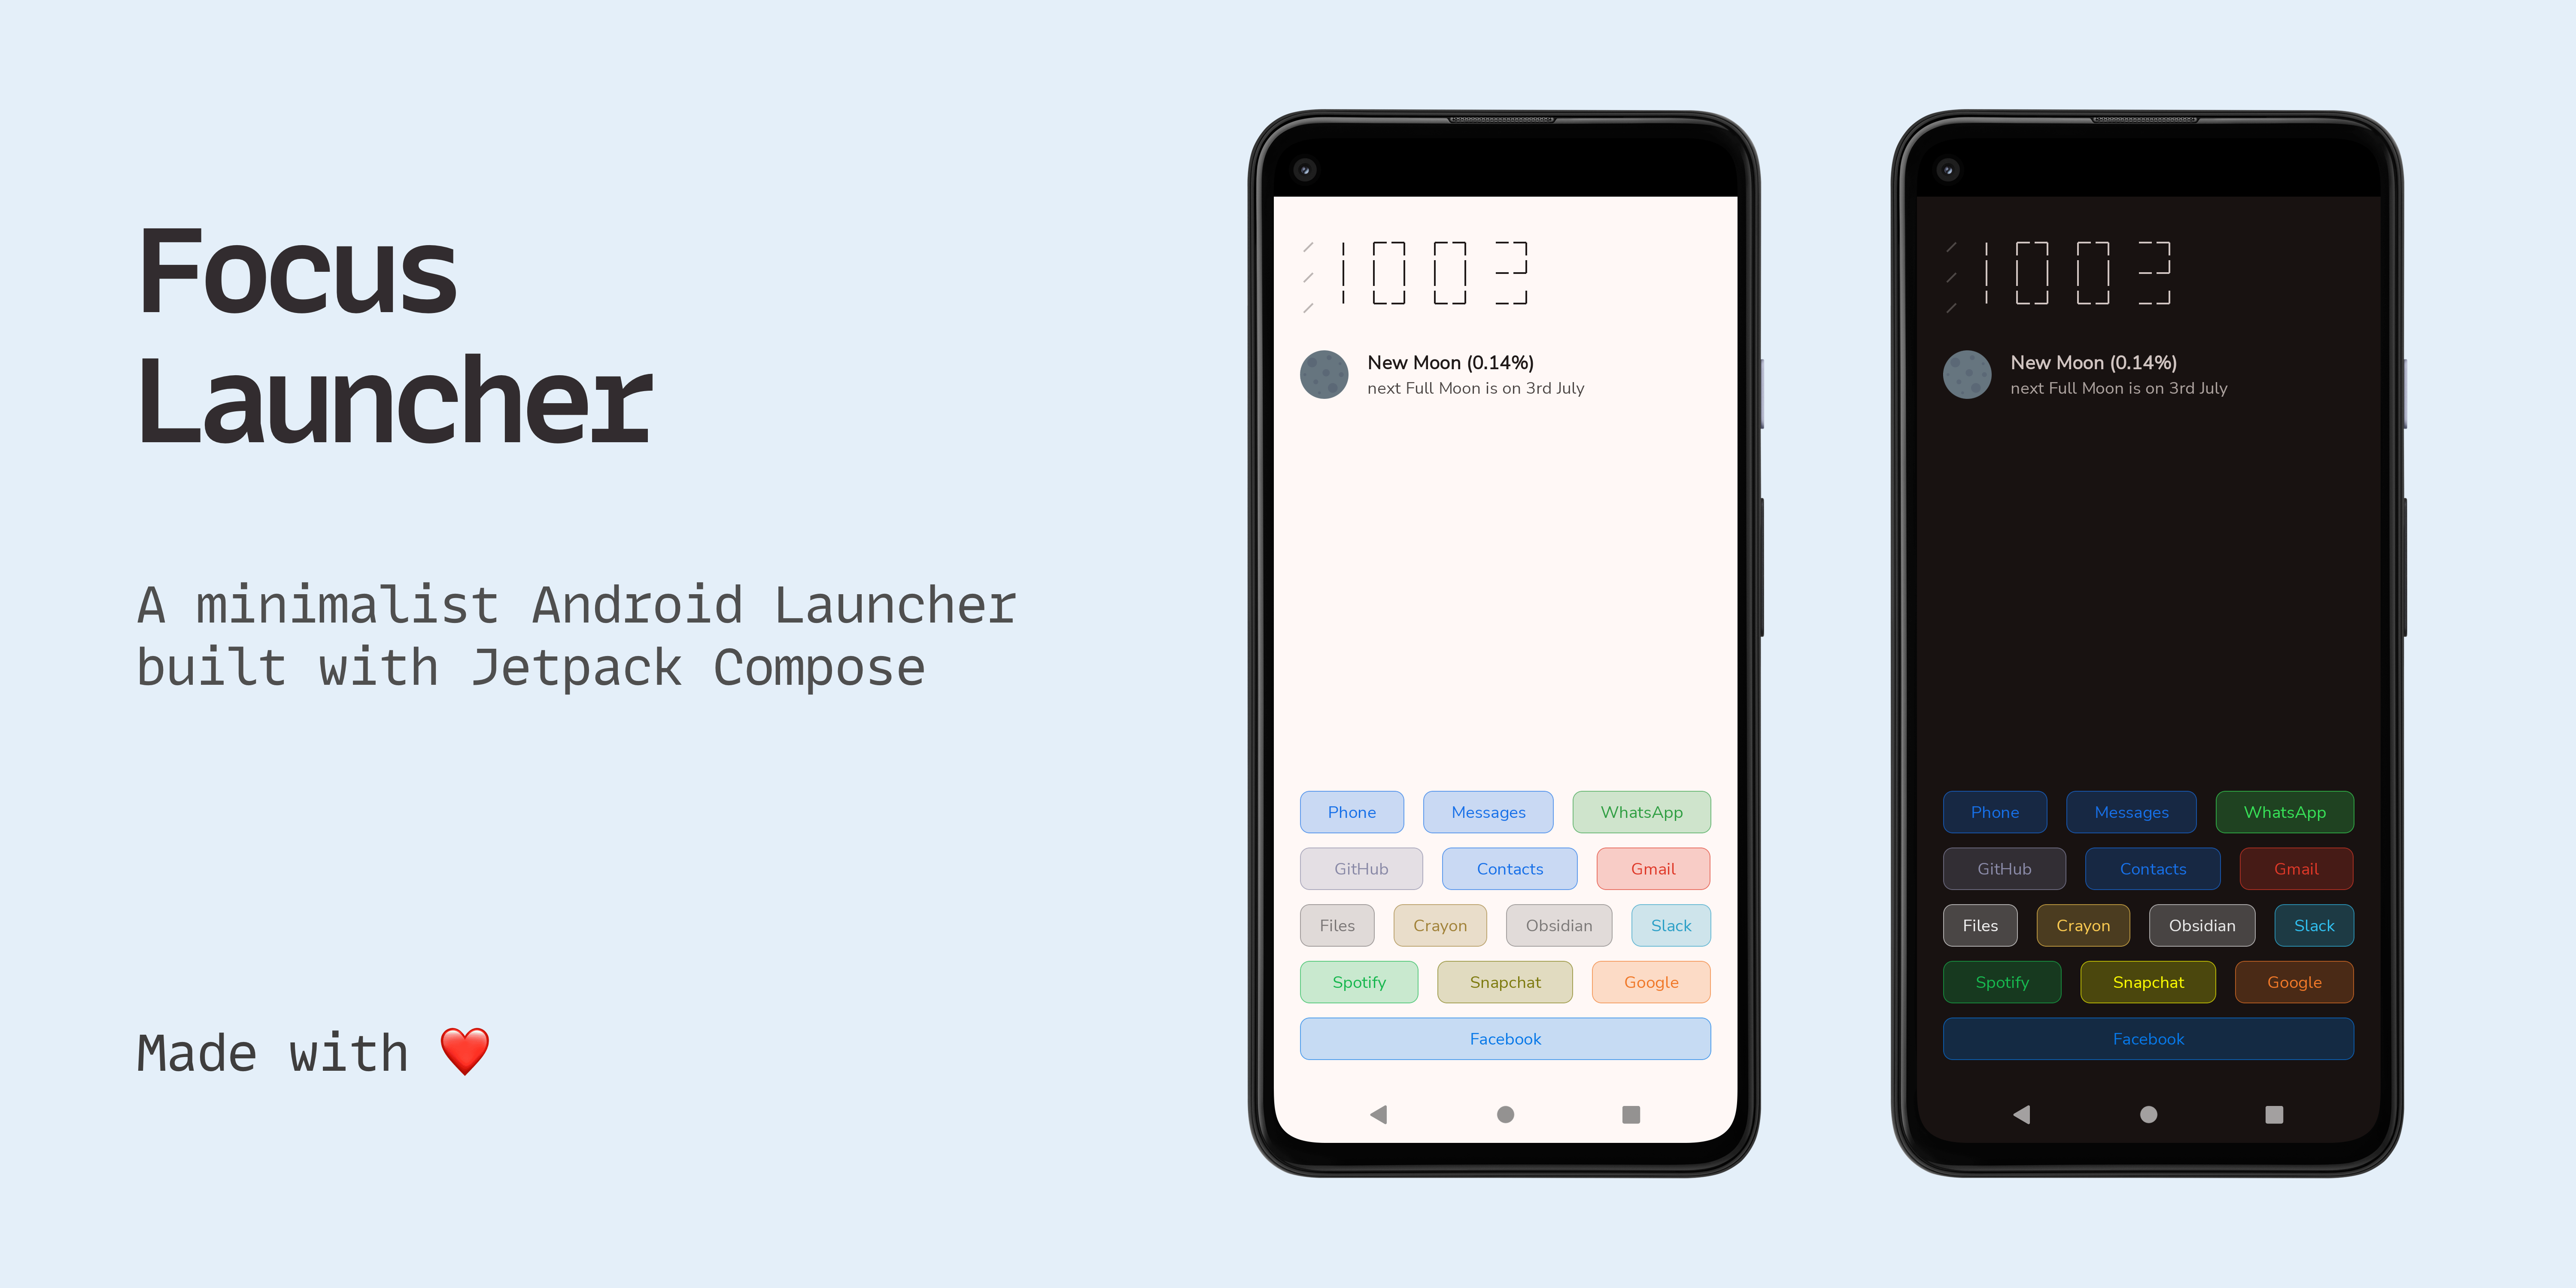 Focus
Launcher
A minimalist Android Launcher
built with Jetpack Compose
Made with ❤️
1003
New Moon (0.14%)
next Full Moon is on 3rd July
Phone Messages WhatsApp
GitHub Contacts Gmail
Files Crayon Obsidian Slack
Spotify Snapchat Google
Facebook
1003
New Moon (0.14%)
next Full Moon is on 3rd July
Phone Messages WhatsApp
GitHub Contacts Gmail
Files Crayon Obsidian Slack
Spotify Snapchat Google
Facebook